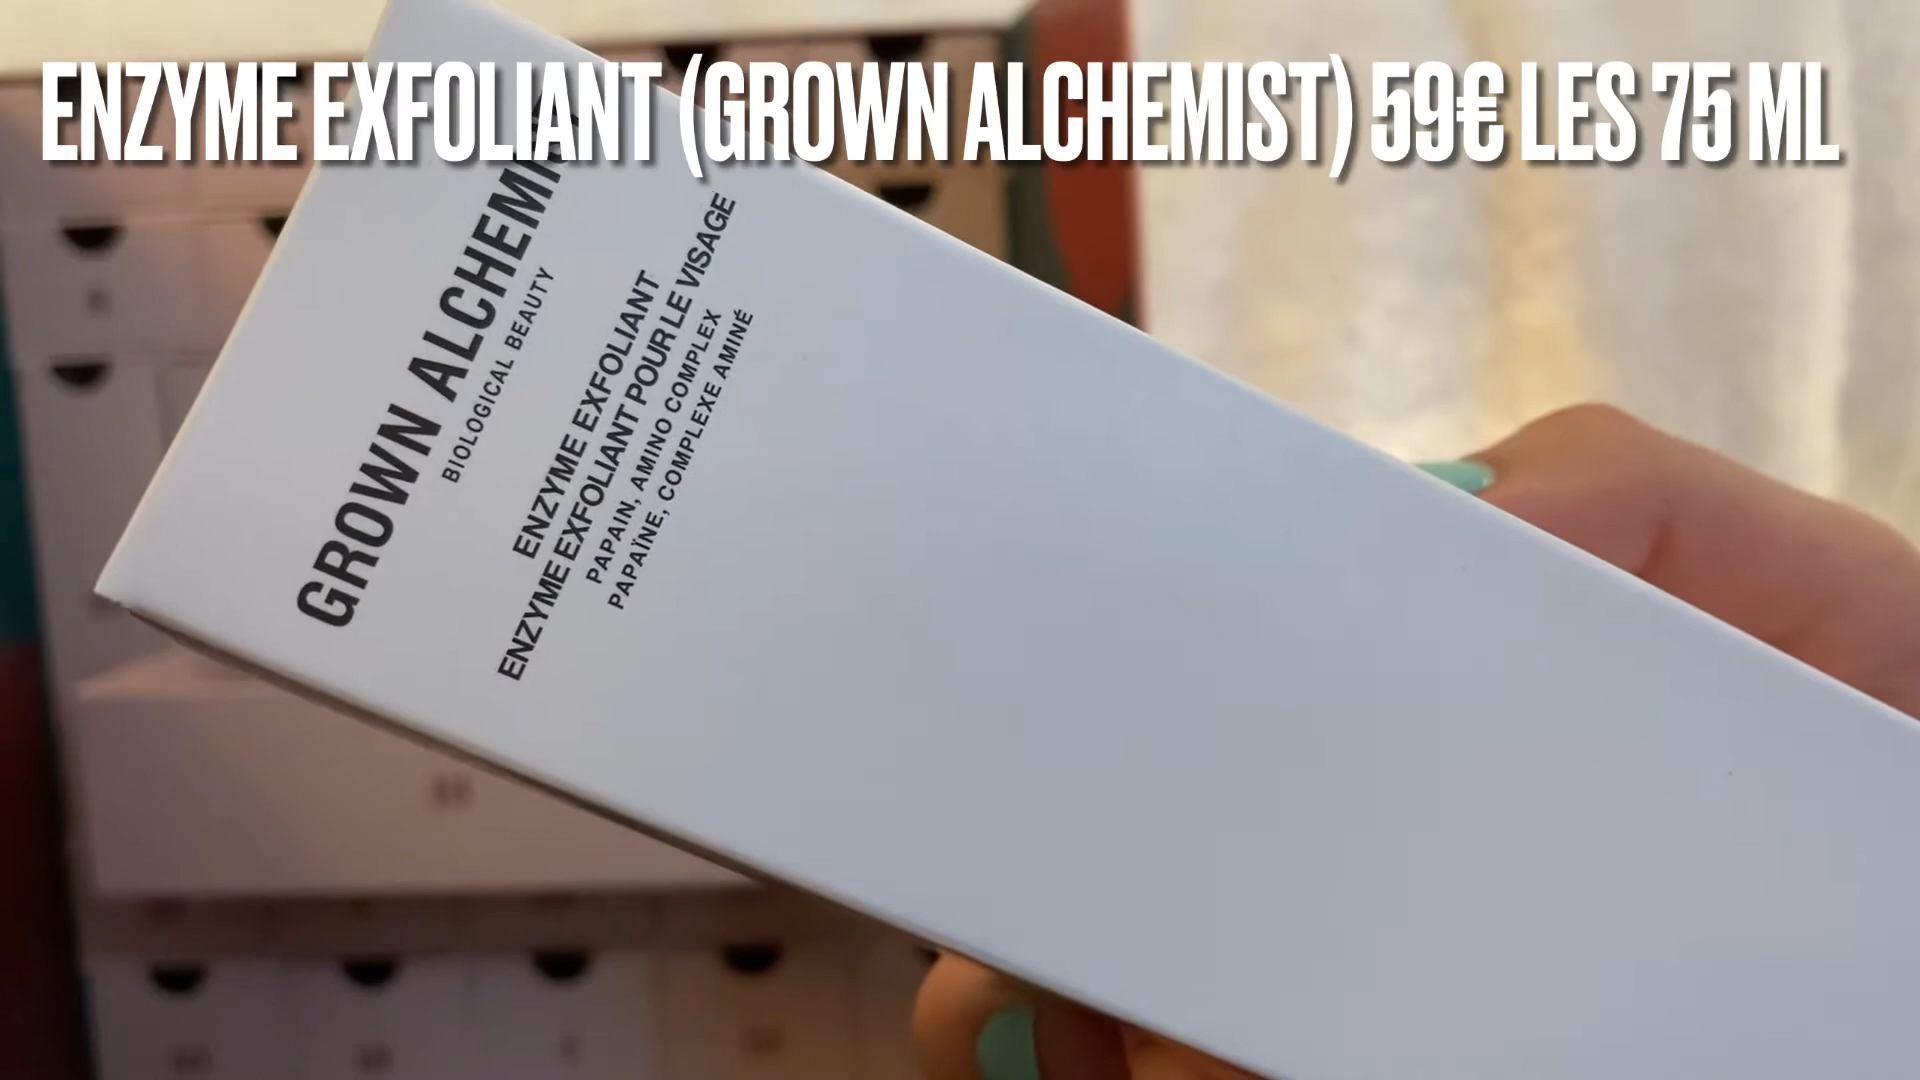 ENZYME EXFOLIANT (GROWN ALCHEMIST) 59€ LES 75 ML
GROWN ALCHEMIST
BIOLOGICAL BEAUTY
ENZYME EXFOLIANT
ENZYME EXFOLIANT POUR LE VISAGE
PAPAIN, AMINO COMPLEX
PAPAÏNE, COMPLEXE AMINÉ